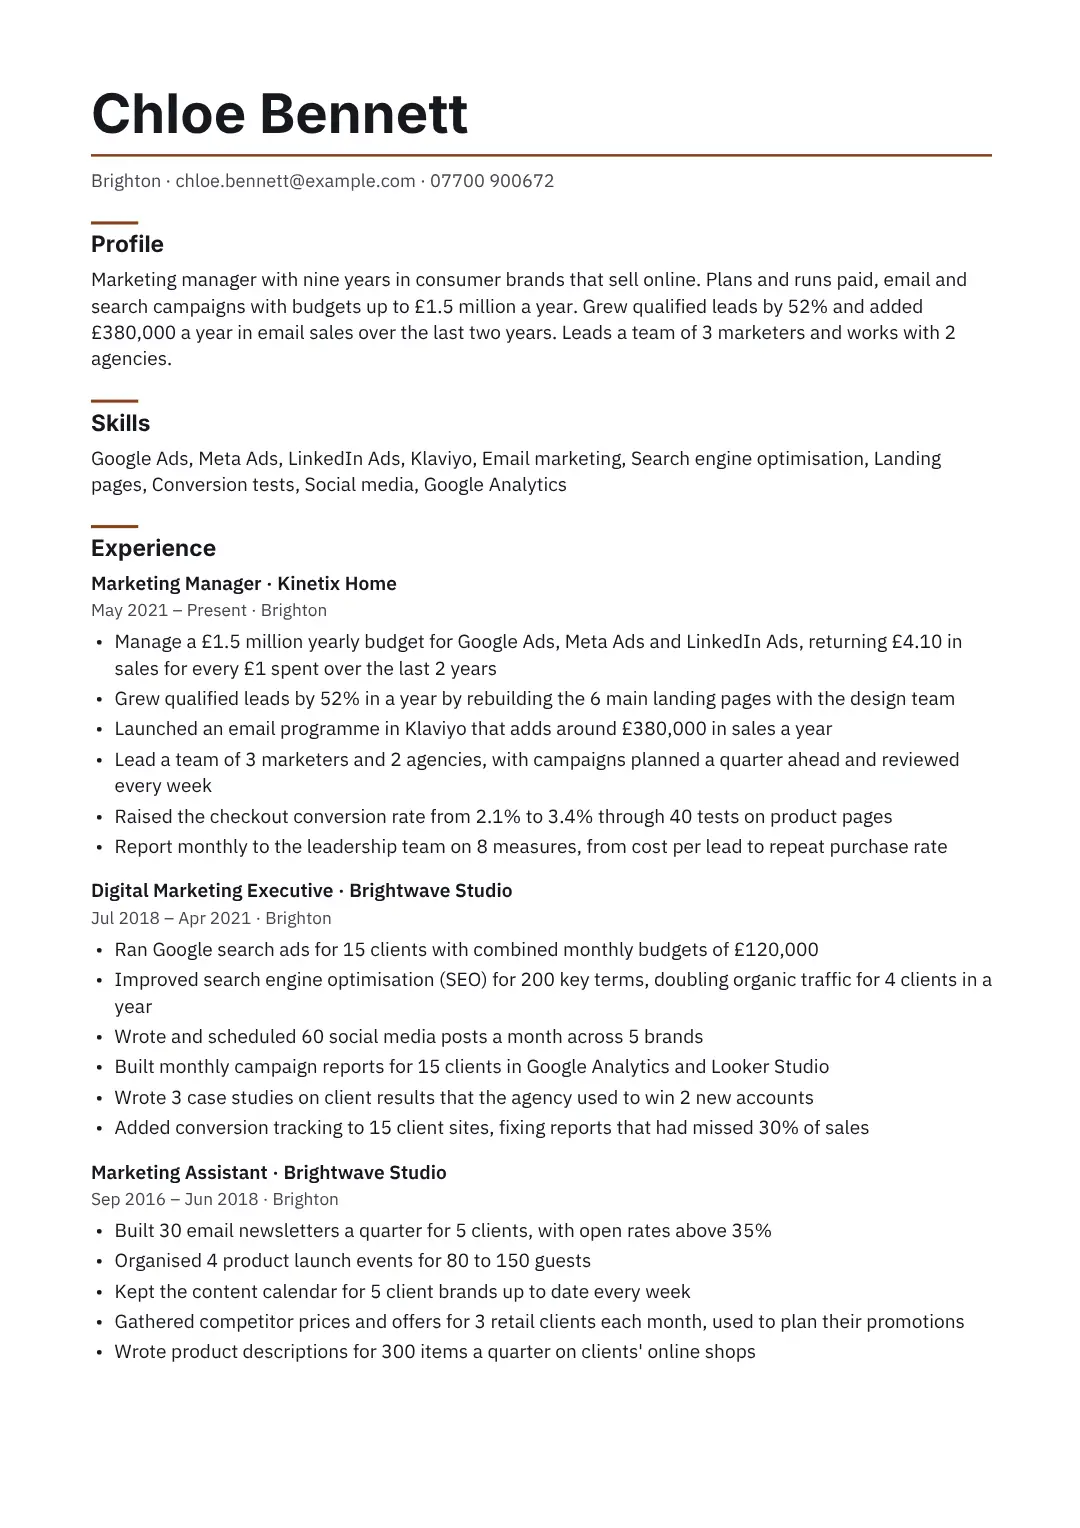 Chloe Bennett
Brighton · chloe.bennett@example.com · 07700 900672
Profile
Marketing manager with nine years in consumer brands that sell online. Plans and runs paid, email and
search campaigns with budgets up to £1.5 million a year. Grew qualified leads by 52% and added
£380,000 a year in email sales over the last two years. Leads a team of 3 marketers and works with 2
agencies.
Skills
Google Ads, Meta Ads, LinkedIn Ads, Klaviyo, Email marketing, Search engine optimisation, Landing
pages, Conversion tests, Social media, Google Analytics
Experience
Marketing Manager · Kinetix Home
May 2021 – Present · Brighton
• Manage a £1.5 million yearly budget for Google Ads, Meta Ads and LinkedIn Ads, returning £4.10 in
sales for every £1 spent over the last 2 years
• Grew qualified leads by 52% in a year by rebuilding the 6 main landing pages with the design team
• Launched an email programme in Klaviyo that adds around £380,000 in sales a year
• Lead a team of 3 marketers and 2 agencies, with campaigns planned a quarter ahead and reviewed
every week
• Raised the checkout conversion rate from 2.1% to 3.4% through 40 tests on product pages
• Report monthly to the leadership team on 8 measures, from cost per lead to repeat purchase rate
Digital Marketing Executive · Brightwave Studio
Jul 2018 – Apr 2021 · Brighton
• Ran Google search ads for 15 clients with combined monthly budgets of £120,000
• Improved search engine optimisation (SEO) for 200 key terms, doubling organic traffic for 4 clients in a
year
• Wrote and scheduled 60 social media posts a month across 5 brands
• Built monthly campaign reports for 15 clients in Google Analytics and Looker Studio
• Wrote 3 case studies on client results that the agency used to win 2 new accounts
• Added conversion tracking to 15 client sites, fixing reports that had missed 30% of sales
Marketing Assistant · Brightwave Studio
Sep 2016 – Jun 2018 · Brighton
• Built 30 email newsletters a quarter for 5 clients, with open rates above 35%
• Organised 4 product launch events for 80 to 150 guests
• Kept the content calendar for 5 client brands up to date every week
• Gathered competitor prices and offers for 3 retail clients each month, used to plan their promotions
• Wrote product descriptions for 300 items a quarter on clients' online shops